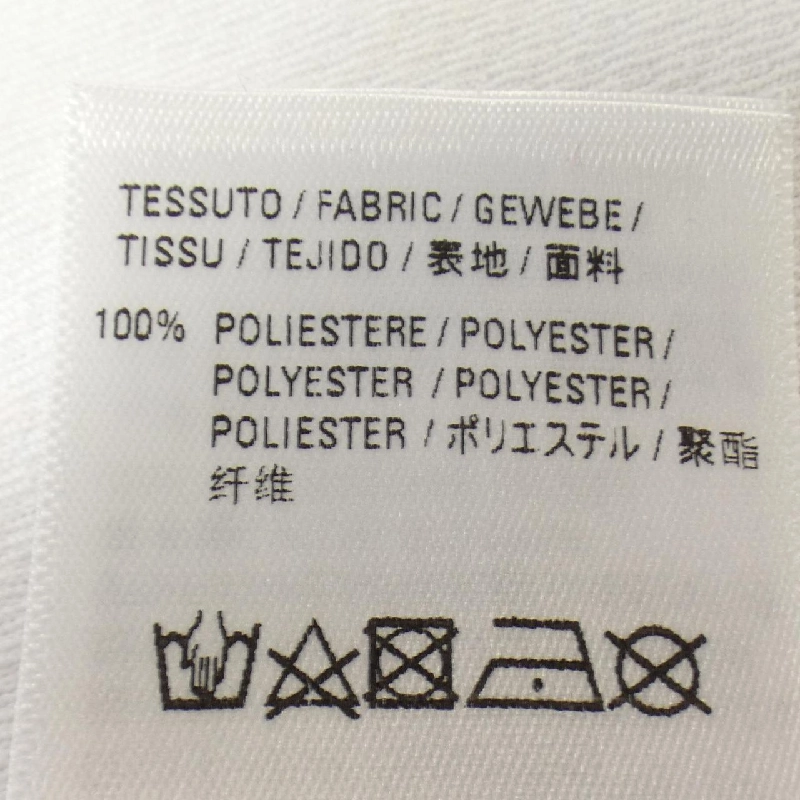 TESSUTO / FABRIC / GEWEBE /
TISSU / TEJIDO / 表地 / 面料
100% POLIESTERE / POLYESTER /
POLYESTER / POLYESTER /
POLIESTER / ポリエステル / 聚酯
纤维